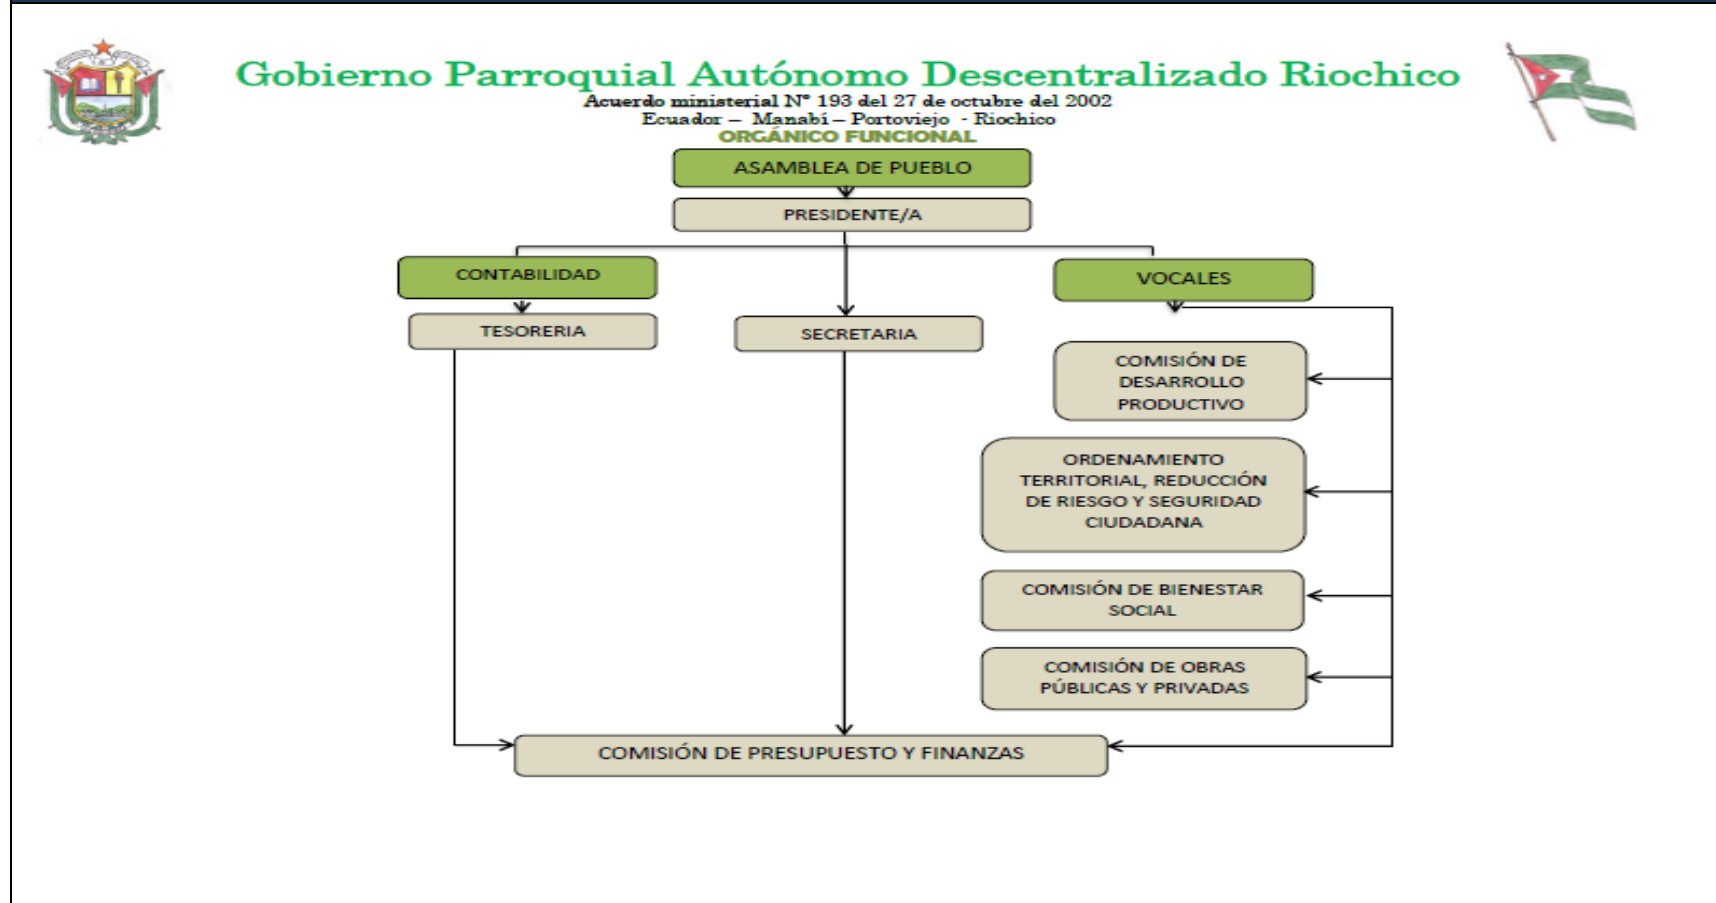 Gobierno Parroquial Autónomo Descentralizado Riochico
Acuerdo ministerial N° 193 del 27 de octubre del 2002
Ecuador – Manabí – Portoviejo - Riochico
ORGÁNICO FUNCIONAL
ASAMBLEA DE PUEBLO
PRESIDENTE/A
CONTABILIDAD
VOCALES
TESORERIA
SECRETARIA
COMISIÓN DE
DESARROLLO
PRODUCTIVO
ORDENAMIENTO
TERRITORIAL, REDUCCIÓN
DE RIESGO Y SEGURIDAD
CIUDADANA
COMISIÓN DE BIENESTAR
SOCIAL
COMISIÓN DE OBRAS
PÚBLICAS Y PRIVADAS
COMISIÓN DE PRESUPUESTO Y FINANZAS